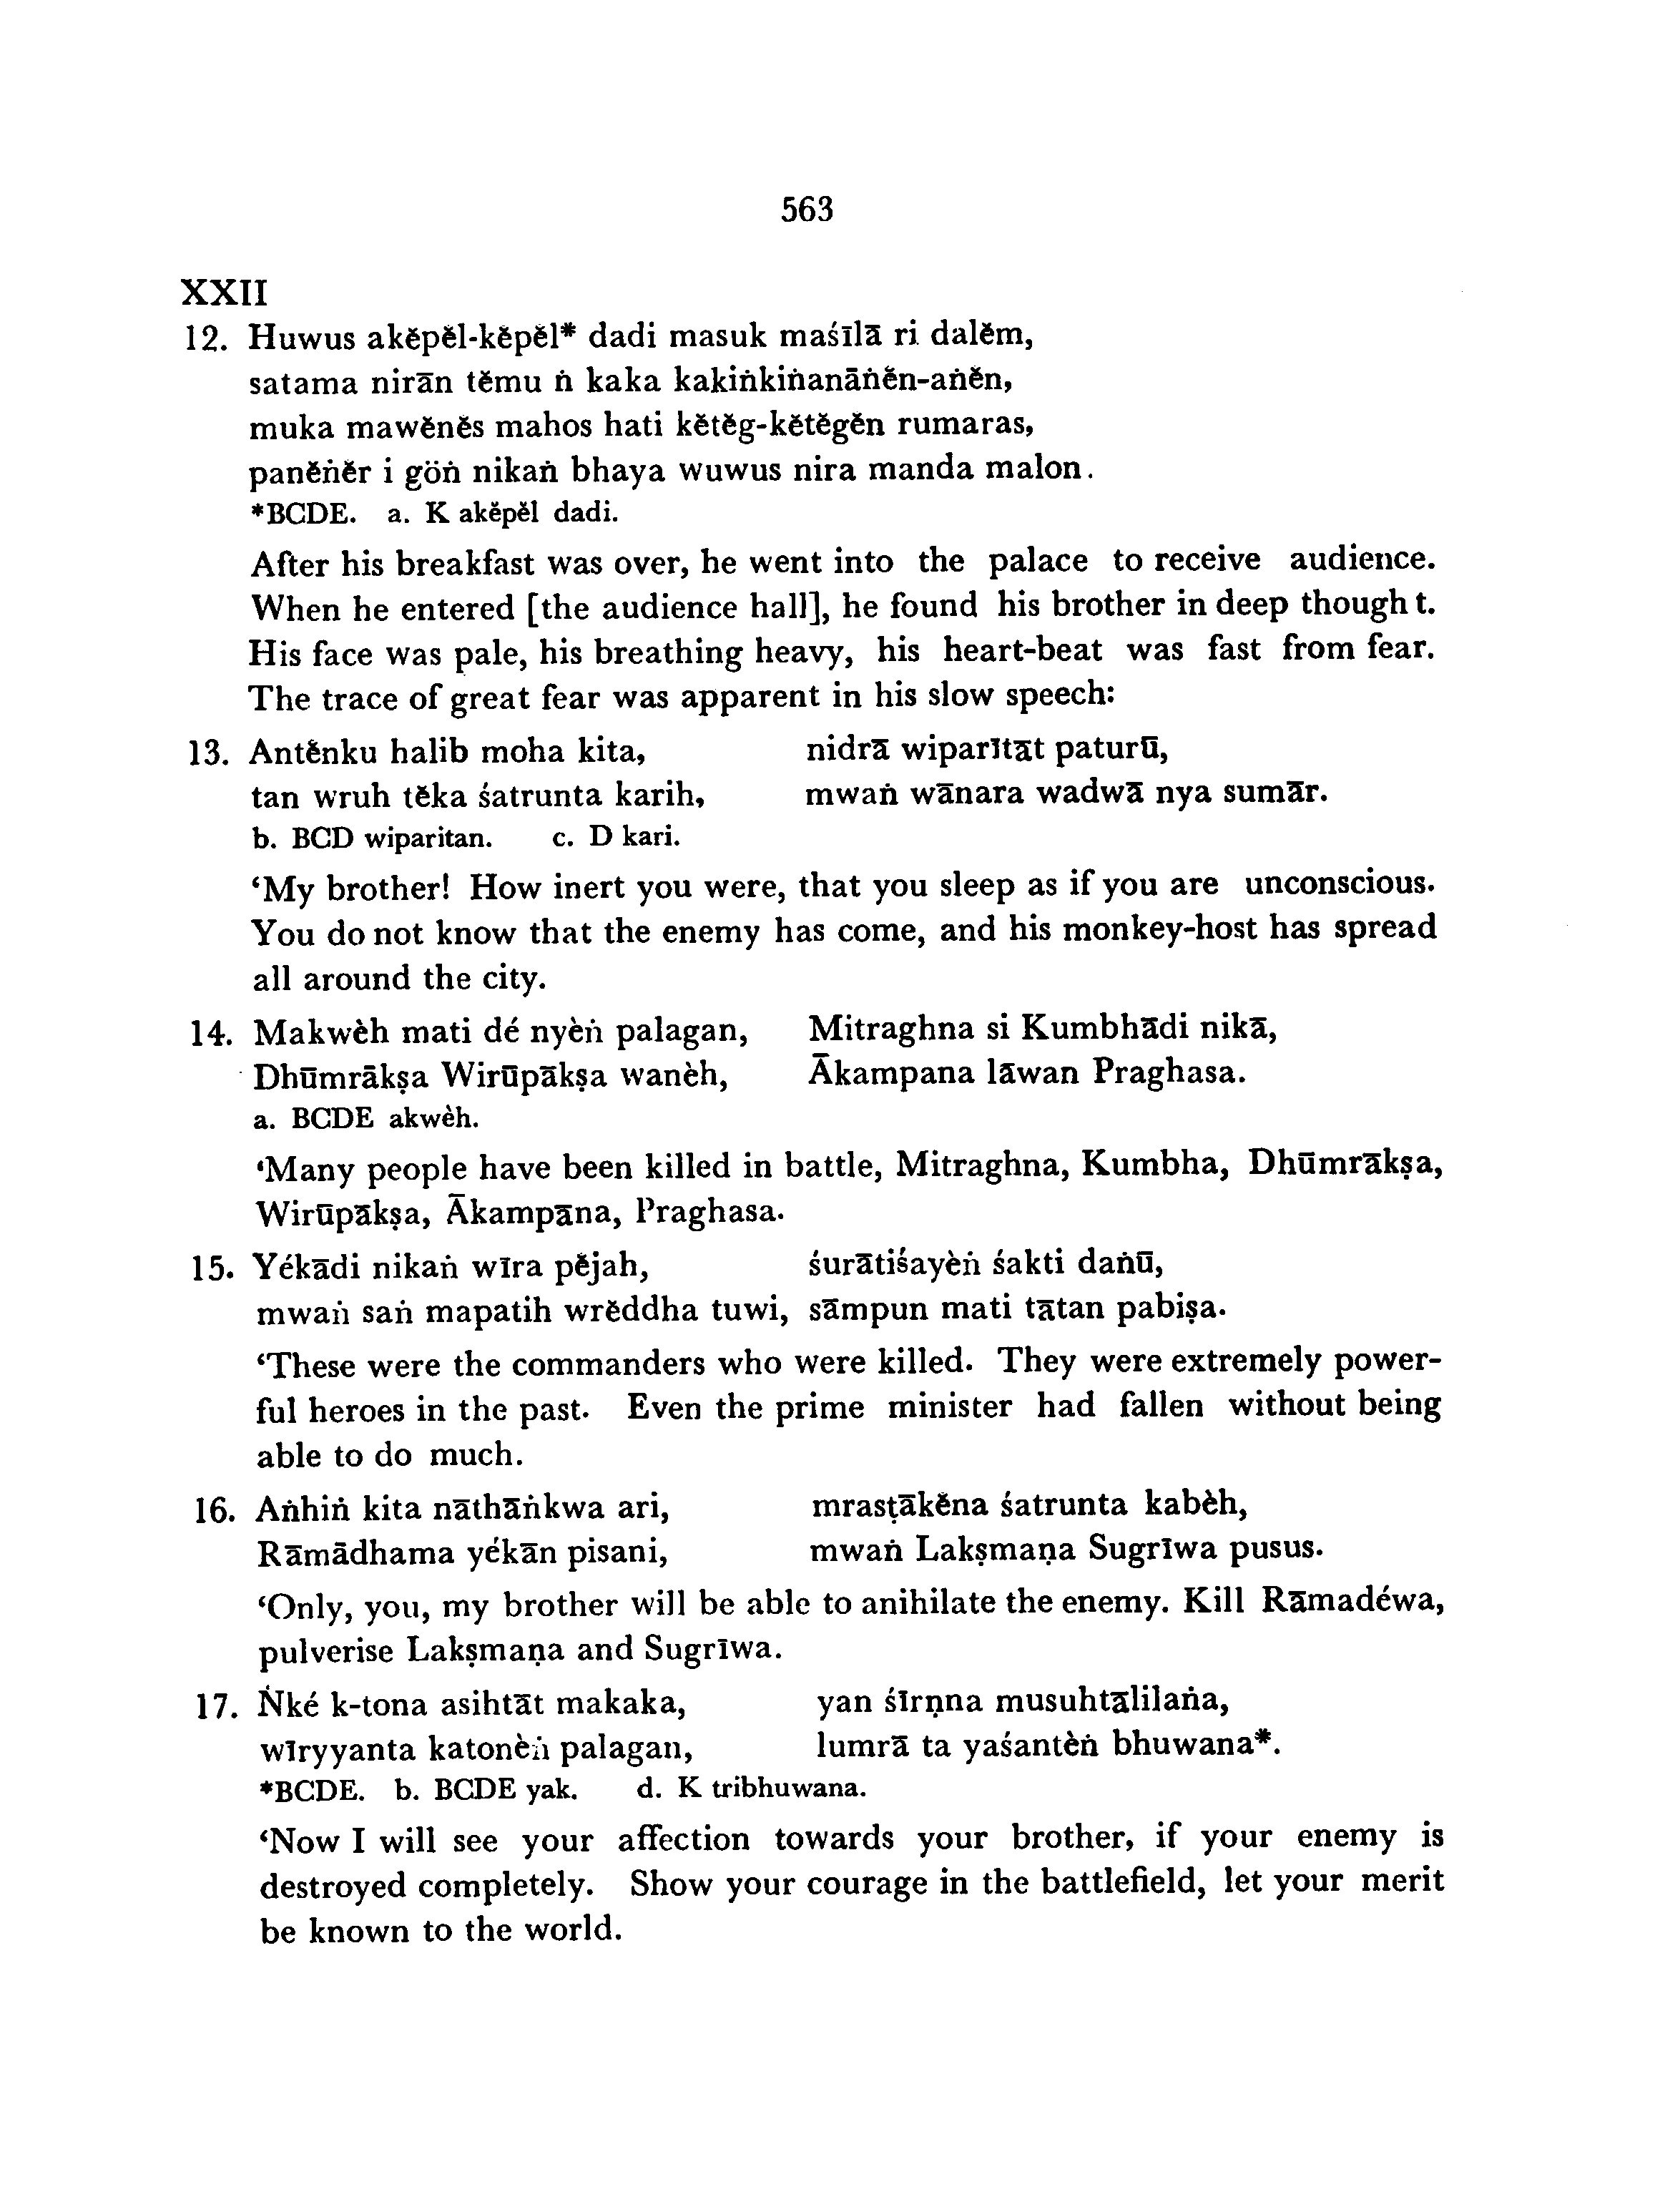 563
XXII
12. Huwus akĕpĕl-kĕpĕl* dadi masuk maśīlā ri dalĕm,
satama nirān tĕmu ṅ kaka kakiṅkiṅanāṅĕn-aṅĕn,
muka mawĕnĕs mahos hati kĕtĕg-kĕtĕgĕn rumaras,
panĕṅĕr i göṅ nikaṅ bhaya wuwus nira manda malon.
*BCDE. a. K akĕpĕl dadi.
After his breakfast was over, he went into the palace to receive audience.
When he entered [the audience hall], he found his brother in deep thought.
His face was pale, his breathing heavy, his heart-beat was fast from fear.
The trace of great fear was apparent in his slow speech:
13. Antĕnku halib moha kita, nidrā wiparītāt paturū,
tan wruh tĕka śatrunta karih, mwaṅ wānara wadwā nya sumār.
b. BCD wiparitan. c. D kari.
‘My brother! How inert you were, that you sleep as if you are unconscious.
You do not know that the enemy has come, and his monkey-host has spread
all around the city.
14. Makwèh mati dé nyèṅ palagan, Mitraghna si Kumbhādi nikā,
Dhūmrākṣa Wirūpākṣa wanèh, Ākampana lāwan Praghasa.
a. BCDE akwèh.
‘Many people have been killed in battle, Mitraghna, Kumbha, Dhūmrākṣa,
Wirūpākṣa, Ākampāna, Praghasa.
15. Yékādi nikaṅ wīra pĕjah, śurātiśayèṅ śakti daṅū,
mwaṅ saṅ mapatih wrĕddha tuwi, sāmpun mati tātan pabiṣa.
‘These were the commanders who were killed. They were extremely power-
ful heroes in the past. Even the prime minister had fallen without being
able to do much.
16. Aṅhiṅ kita nāthāṅkwa ari, mrasṭākĕna śatrunta kabèh,
Rāmādhama yékān pisani, mwaṅ Lakṣmaṇa Sugrīwa pusus.
‘Only, you, my brother will be able to anihilate the enemy. Kill Rāmadéwa,
pulverise Lakṣmaṇa and Sugrīwa.
17. Ṅké k-tona asihtāt makaka, yan śīrṇna musuhtālilaṅa,
wīryyanta katonèṅ palagan, lumrā ta yaśantèṅ bhuwana*.
*BCDE. b. BCDE yak. d. K tribhuwana.
‘Now I will see your affection towards your brother, if your enemy is
destroyed completely. Show your courage in the battlefield, let your merit
be known to the world.